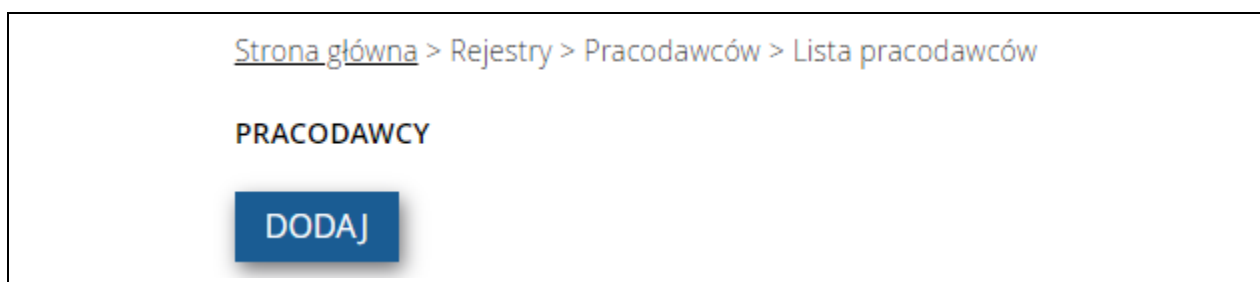 Strona główna > Rejestry > Pracodawców > Lista pracodawców
PRACODAWCY
DODAJ